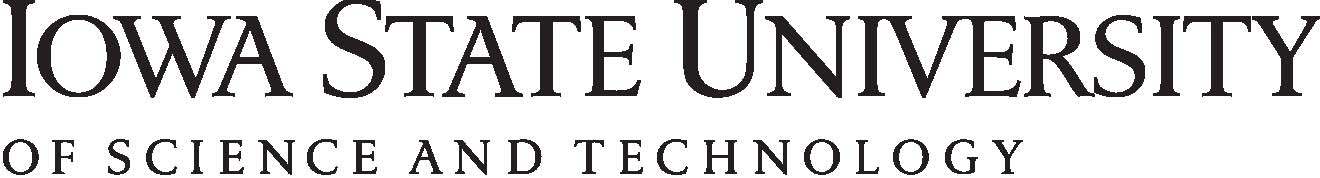 IOWA STATE UNIVERSITY
OF SCIENCE AND TECHNOLOGY